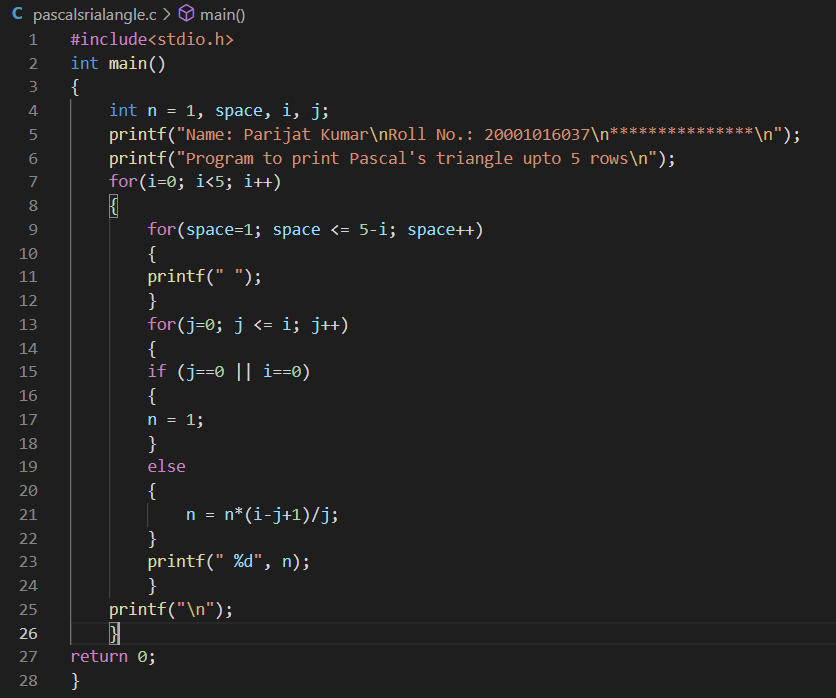 C pascalsrialangle.c > main()
1 #include<stdio.h>
2 int main()
3 {
4     int n = 1, space, i, j;
5     printf("Name: Parijat Kumar\nRoll No.: 20001016037\n***************\n");
6     printf("Program to print Pascal's triangle upto 5 rows\n");
7     for(i=0; i<5; i++)
8     {
9         for(space=1; space <= 5-i; space++)
10         {
11         printf(" ");
12         }
13         for(j=0; j <= i; j++)
14         {
15         if (j==0 || i==0)
16         {
17         n = 1;
18         }
19         else
20         {
21             n = n*(i-j+1)/j;
22         }
23         printf(" %d", n);
24         }
25     printf("\n");
26     }
27 return 0;
28 }